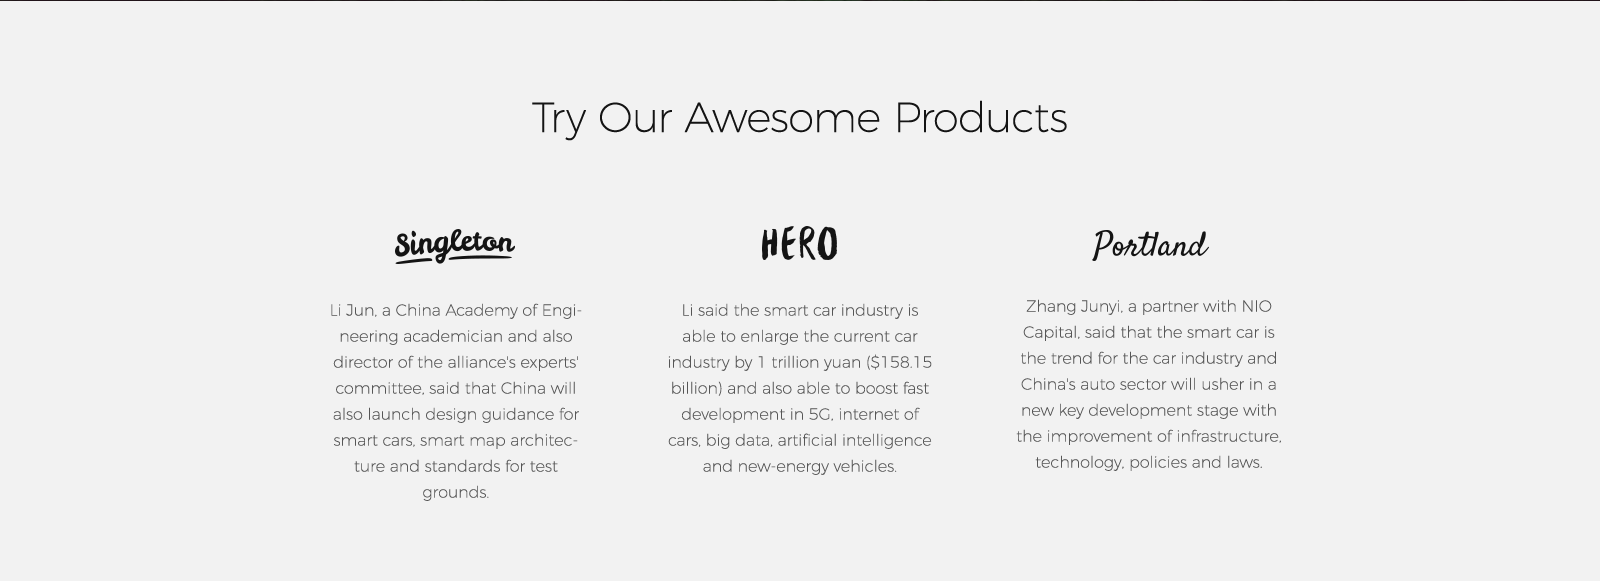 Try Our Awesome Products
Singleton
Li Jun, a China Academy of Engi-
neering academician and also
director of the alliance's experts'
committee, said that China will
also launch design guidance for
smart cars, smart map architec-
ture and standards for test
grounds.
HERO
Li said the smart car industry is
able to enlarge the current car
industry by 1 trillion yuan ($158.15
billion) and also able to boost fast
development in 5G, internet of
cars, big data, artificial intelligence
and new-energy vehicles.
Portland
Zhang Junyi, a partner with NIO
Capital, said that the smart car is
the trend for the car industry and
China's auto sector will usher in a
new key development stage with
the improvement of infrastructure,
technology, policies and laws.